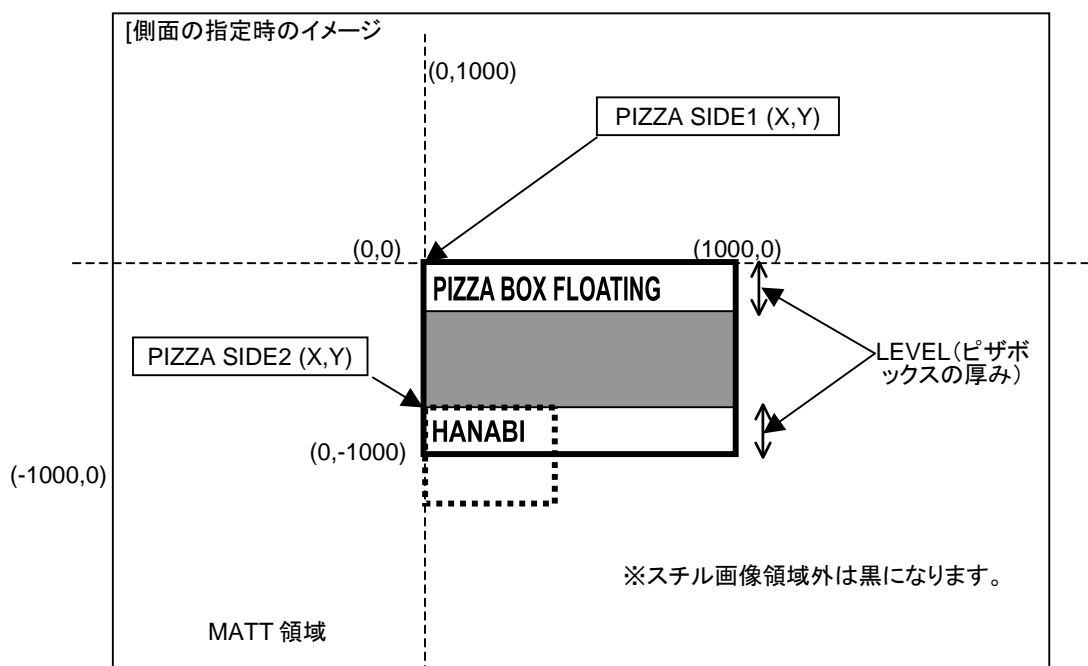 [側面の指定時のイメージ
(0,1000)
PIZZA SIDE1 (X,Y)
(0,0)
(1000,0)
PIZZA BOX FLOATING
PIZZA SIDE2 (X,Y)
LEVEL(ピザボ
ックスの厚み)
HANABI
(0,-1000)
(-1000,0)
※スチル画像領域外は黒になります。
MATT 領域